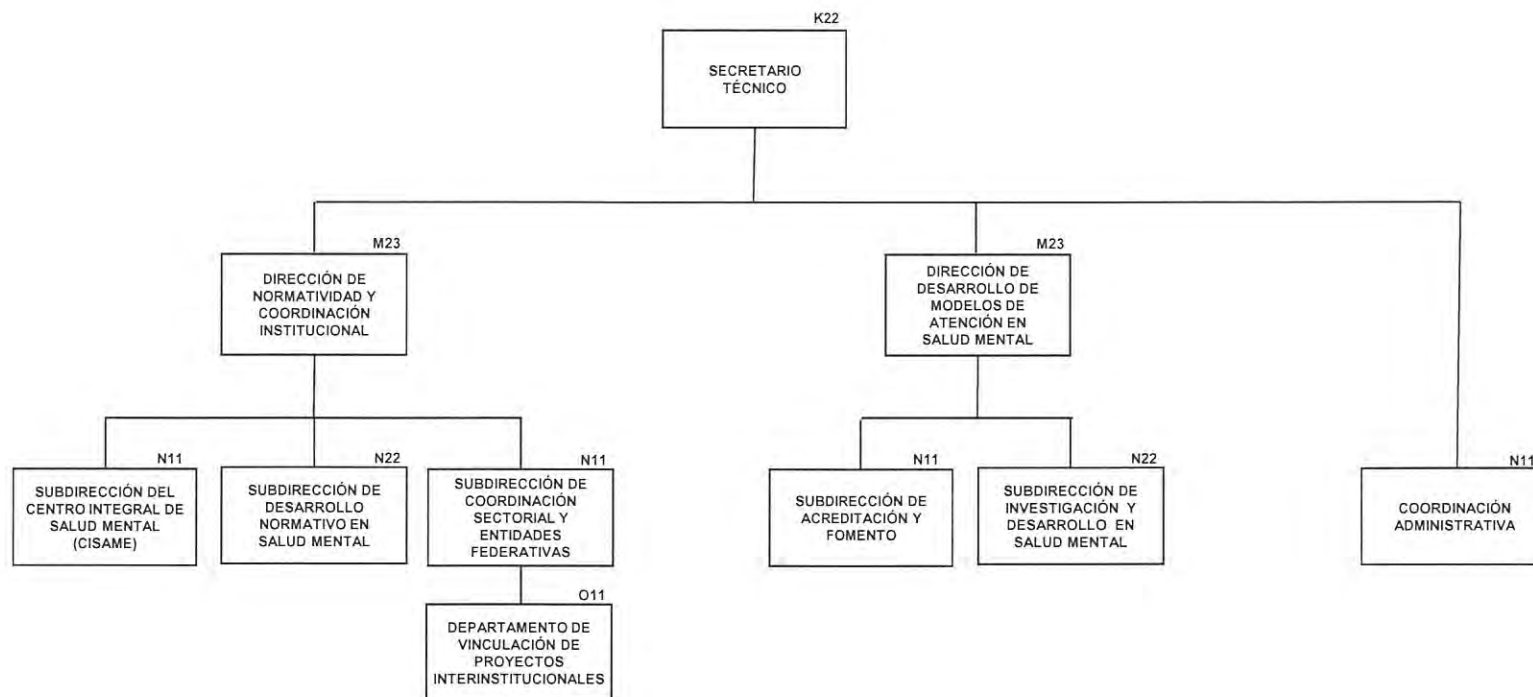 K22
SECRETARIO
TÉCNICO
M23
DIRECCIÓN DE
NORMATIVIDAD Y
COORDINACIÓN
INSTITUCIONAL
M23
DIRECCIÓN DE
DESARROLLO DE
MODELOS DE
ATENCIÓN EN
SALUD MENTAL
N11
SUBDIRECCIÓN DEL
CENTRO INTEGRAL DE
SALUD MENTAL
(CISAME)
N22
SUBDIRECCIÓN DE
DESARROLLO
NORMATIVO EN
SALUD MENTAL
N11
SUBDIRECCIÓN DE
COORDINACIÓN
SECTORIAL Y
ENTIDADES
FEDERATIVAS
O11
DEPARTAMENTO DE
VINCULACIÓN DE
PROYECTOS
INTERINSTITUCIONALES
N11
SUBDIRECCIÓN DE
ACREDITACIÓN Y
FOMENTO
N22
SUBDIRECCIÓN DE
INVESTIGACIÓN Y
DESARROLLO EN
SALUD MENTAL
N11
COORDINACIÓN
ADMINISTRATIVA